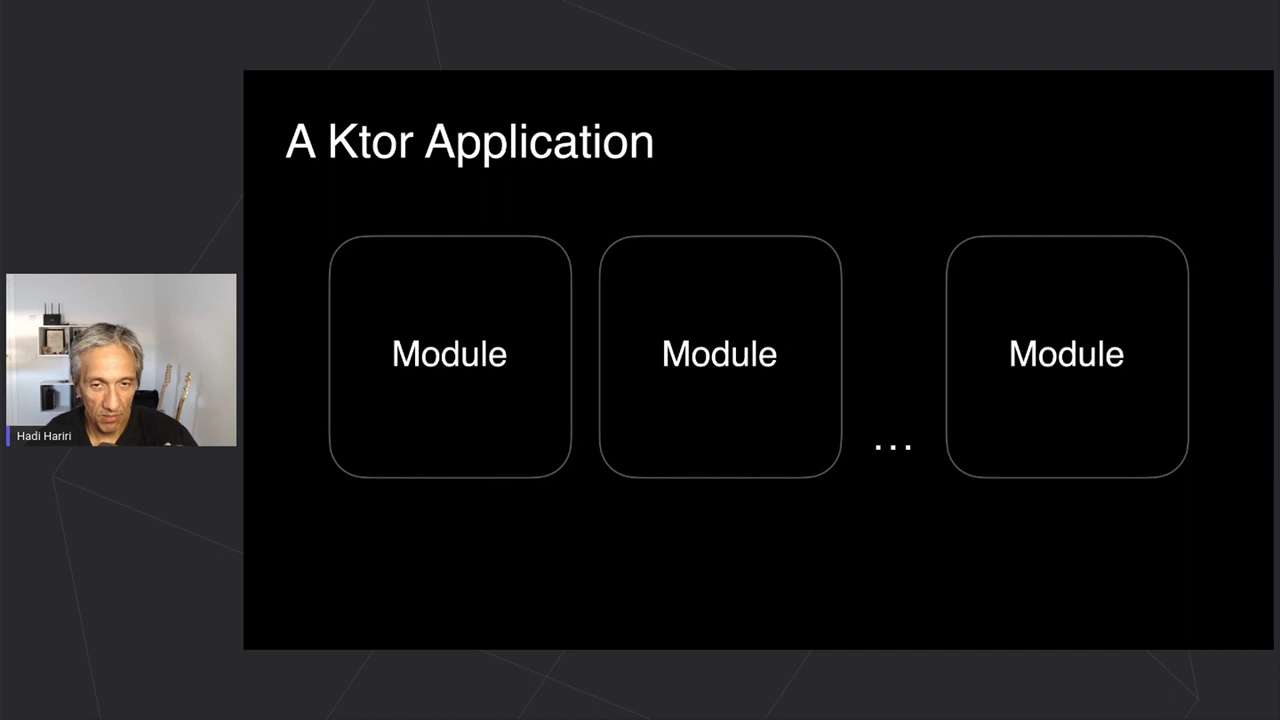 A Ktor Application
Module
Module
...
Module
Hadi Hariri